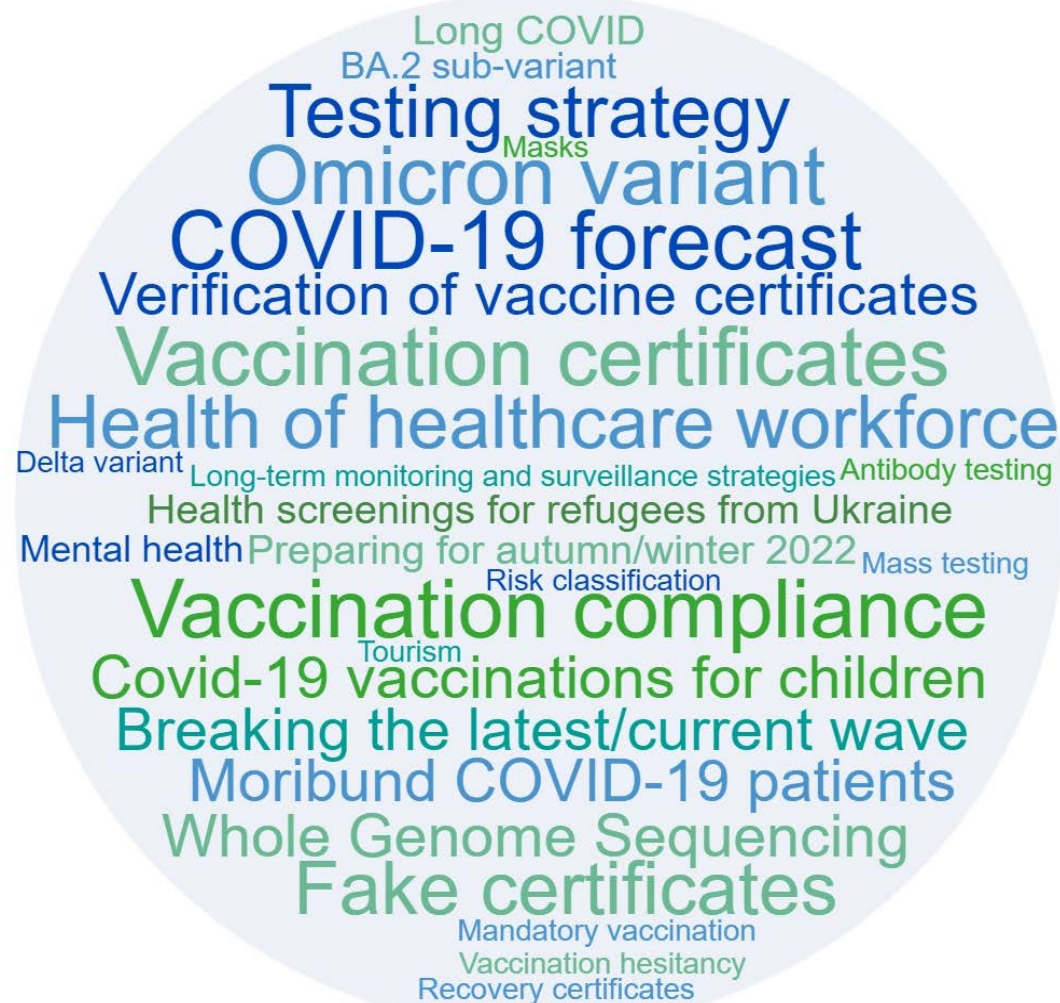 Long COVID
BA.2 sub-variant
Testing strategy
Masks
Omicron variant
COVID-19 forecast
Verification of vaccine certificates
Vaccination certificates
Health of healthcare workforce
Delta variant
Long-term monitoring and surveillance strategies
Antibody testing
Health screenings for refugees from Ukraine
Mental health
Preparing for autumn/winter 2022
Mass testing
Risk classification
Vaccination compliance
Tourism
Covid-19 vaccinations for children
Breaking the latest/current wave
Moribund COVID-19 patients
Whole Genome Sequencing
Fake certificates
Mandatory vaccination
Vaccination hesitancy
Recovery certificates